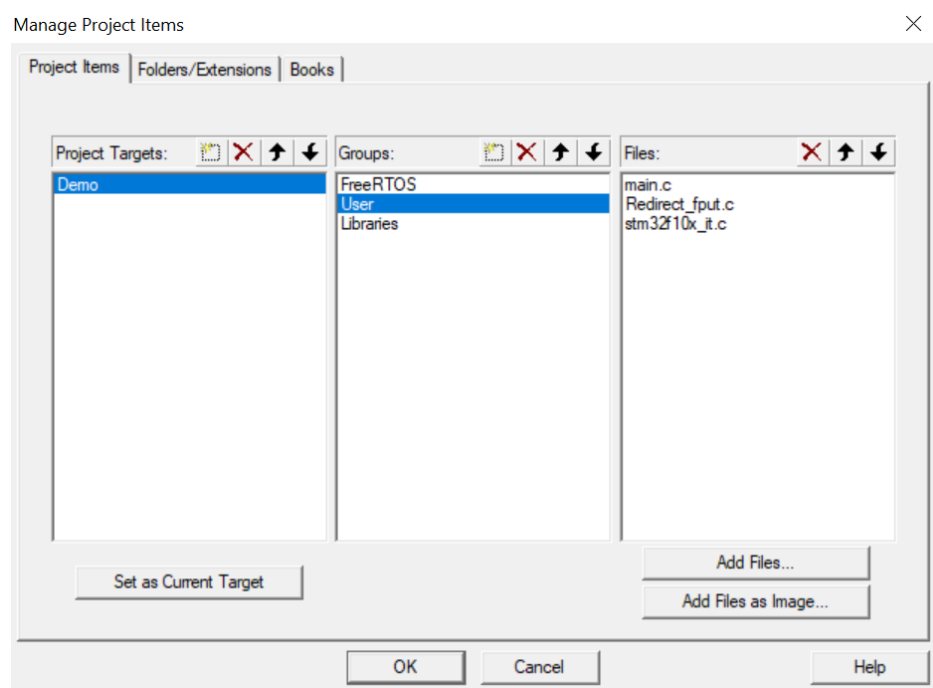 Manage Project Items
Project Items Folders/Extensions Books
Project Targets: Groups: Files:
Demo FreeRTOS main.c
User Redirect_fput.c
Libraries stm32f10x_it.c
Add Files...
Set as Current Target
Add Files as Image...
OK Cancel Help